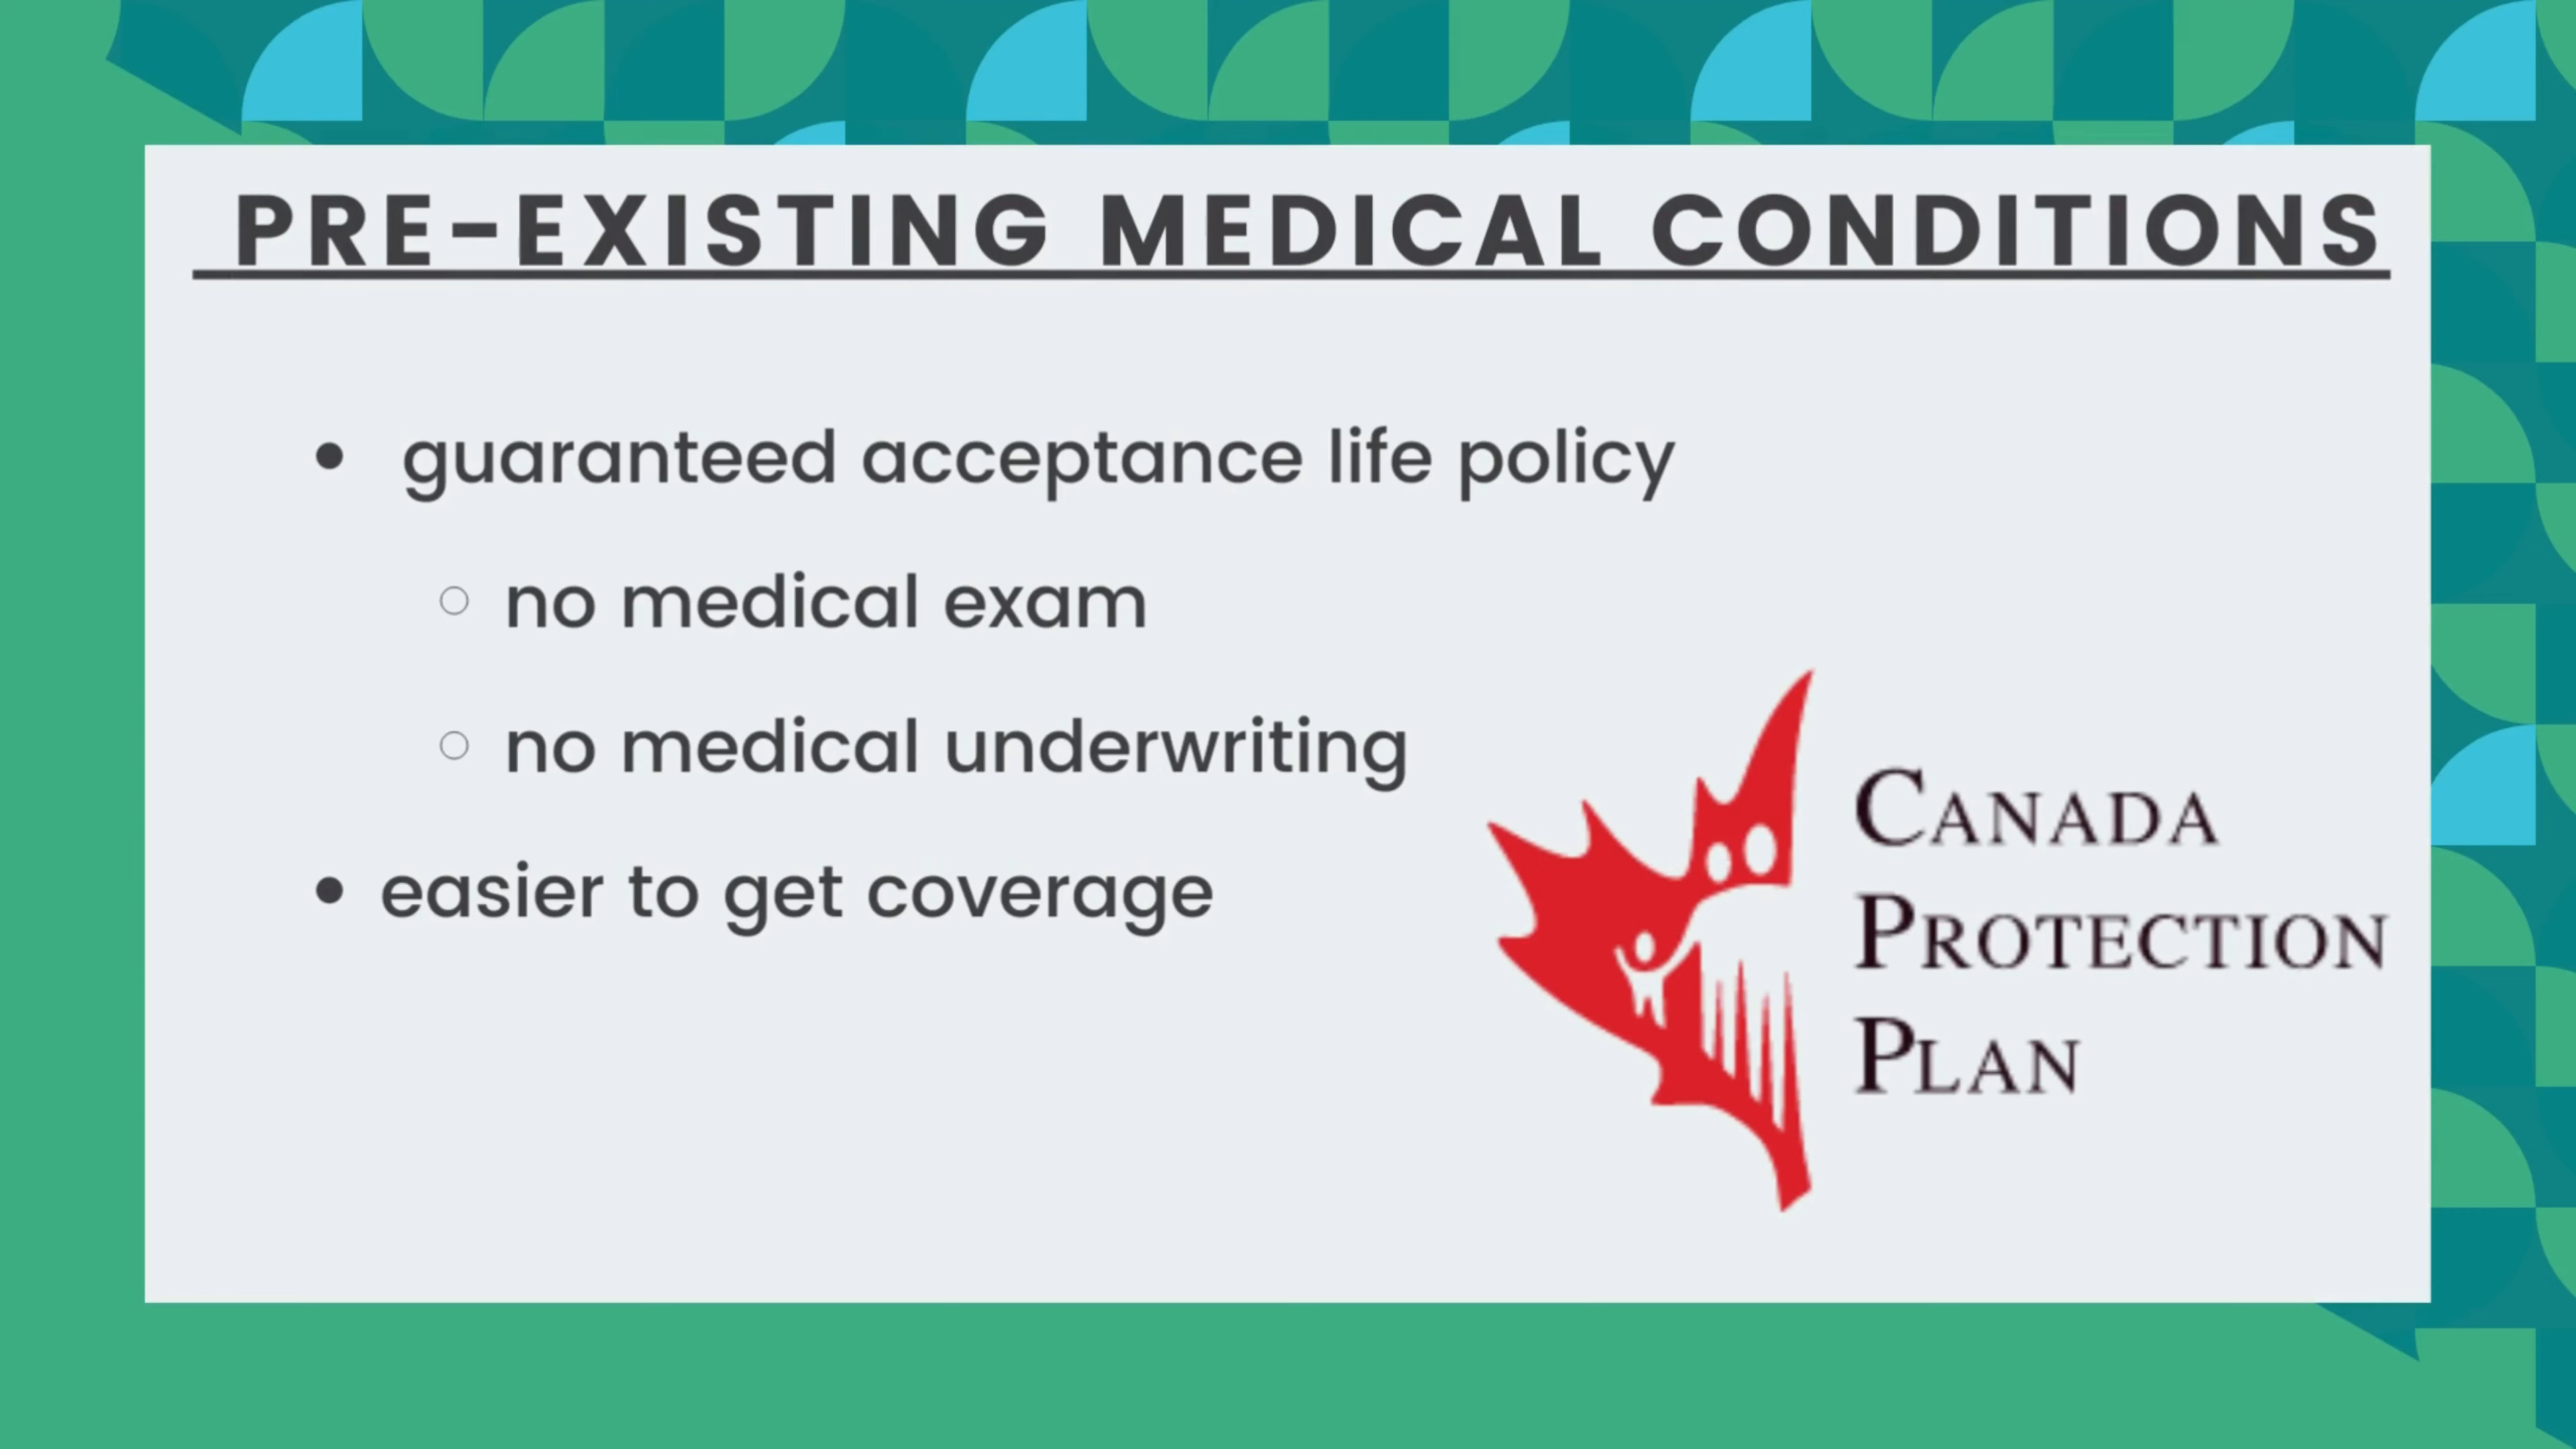 PRE-EXISTING MEDICAL CONDITIONS
guaranteed acceptance life policy
no medical exam
no medical underwriting
easier to get coverage
CANADA
PROTECTION
PLAN